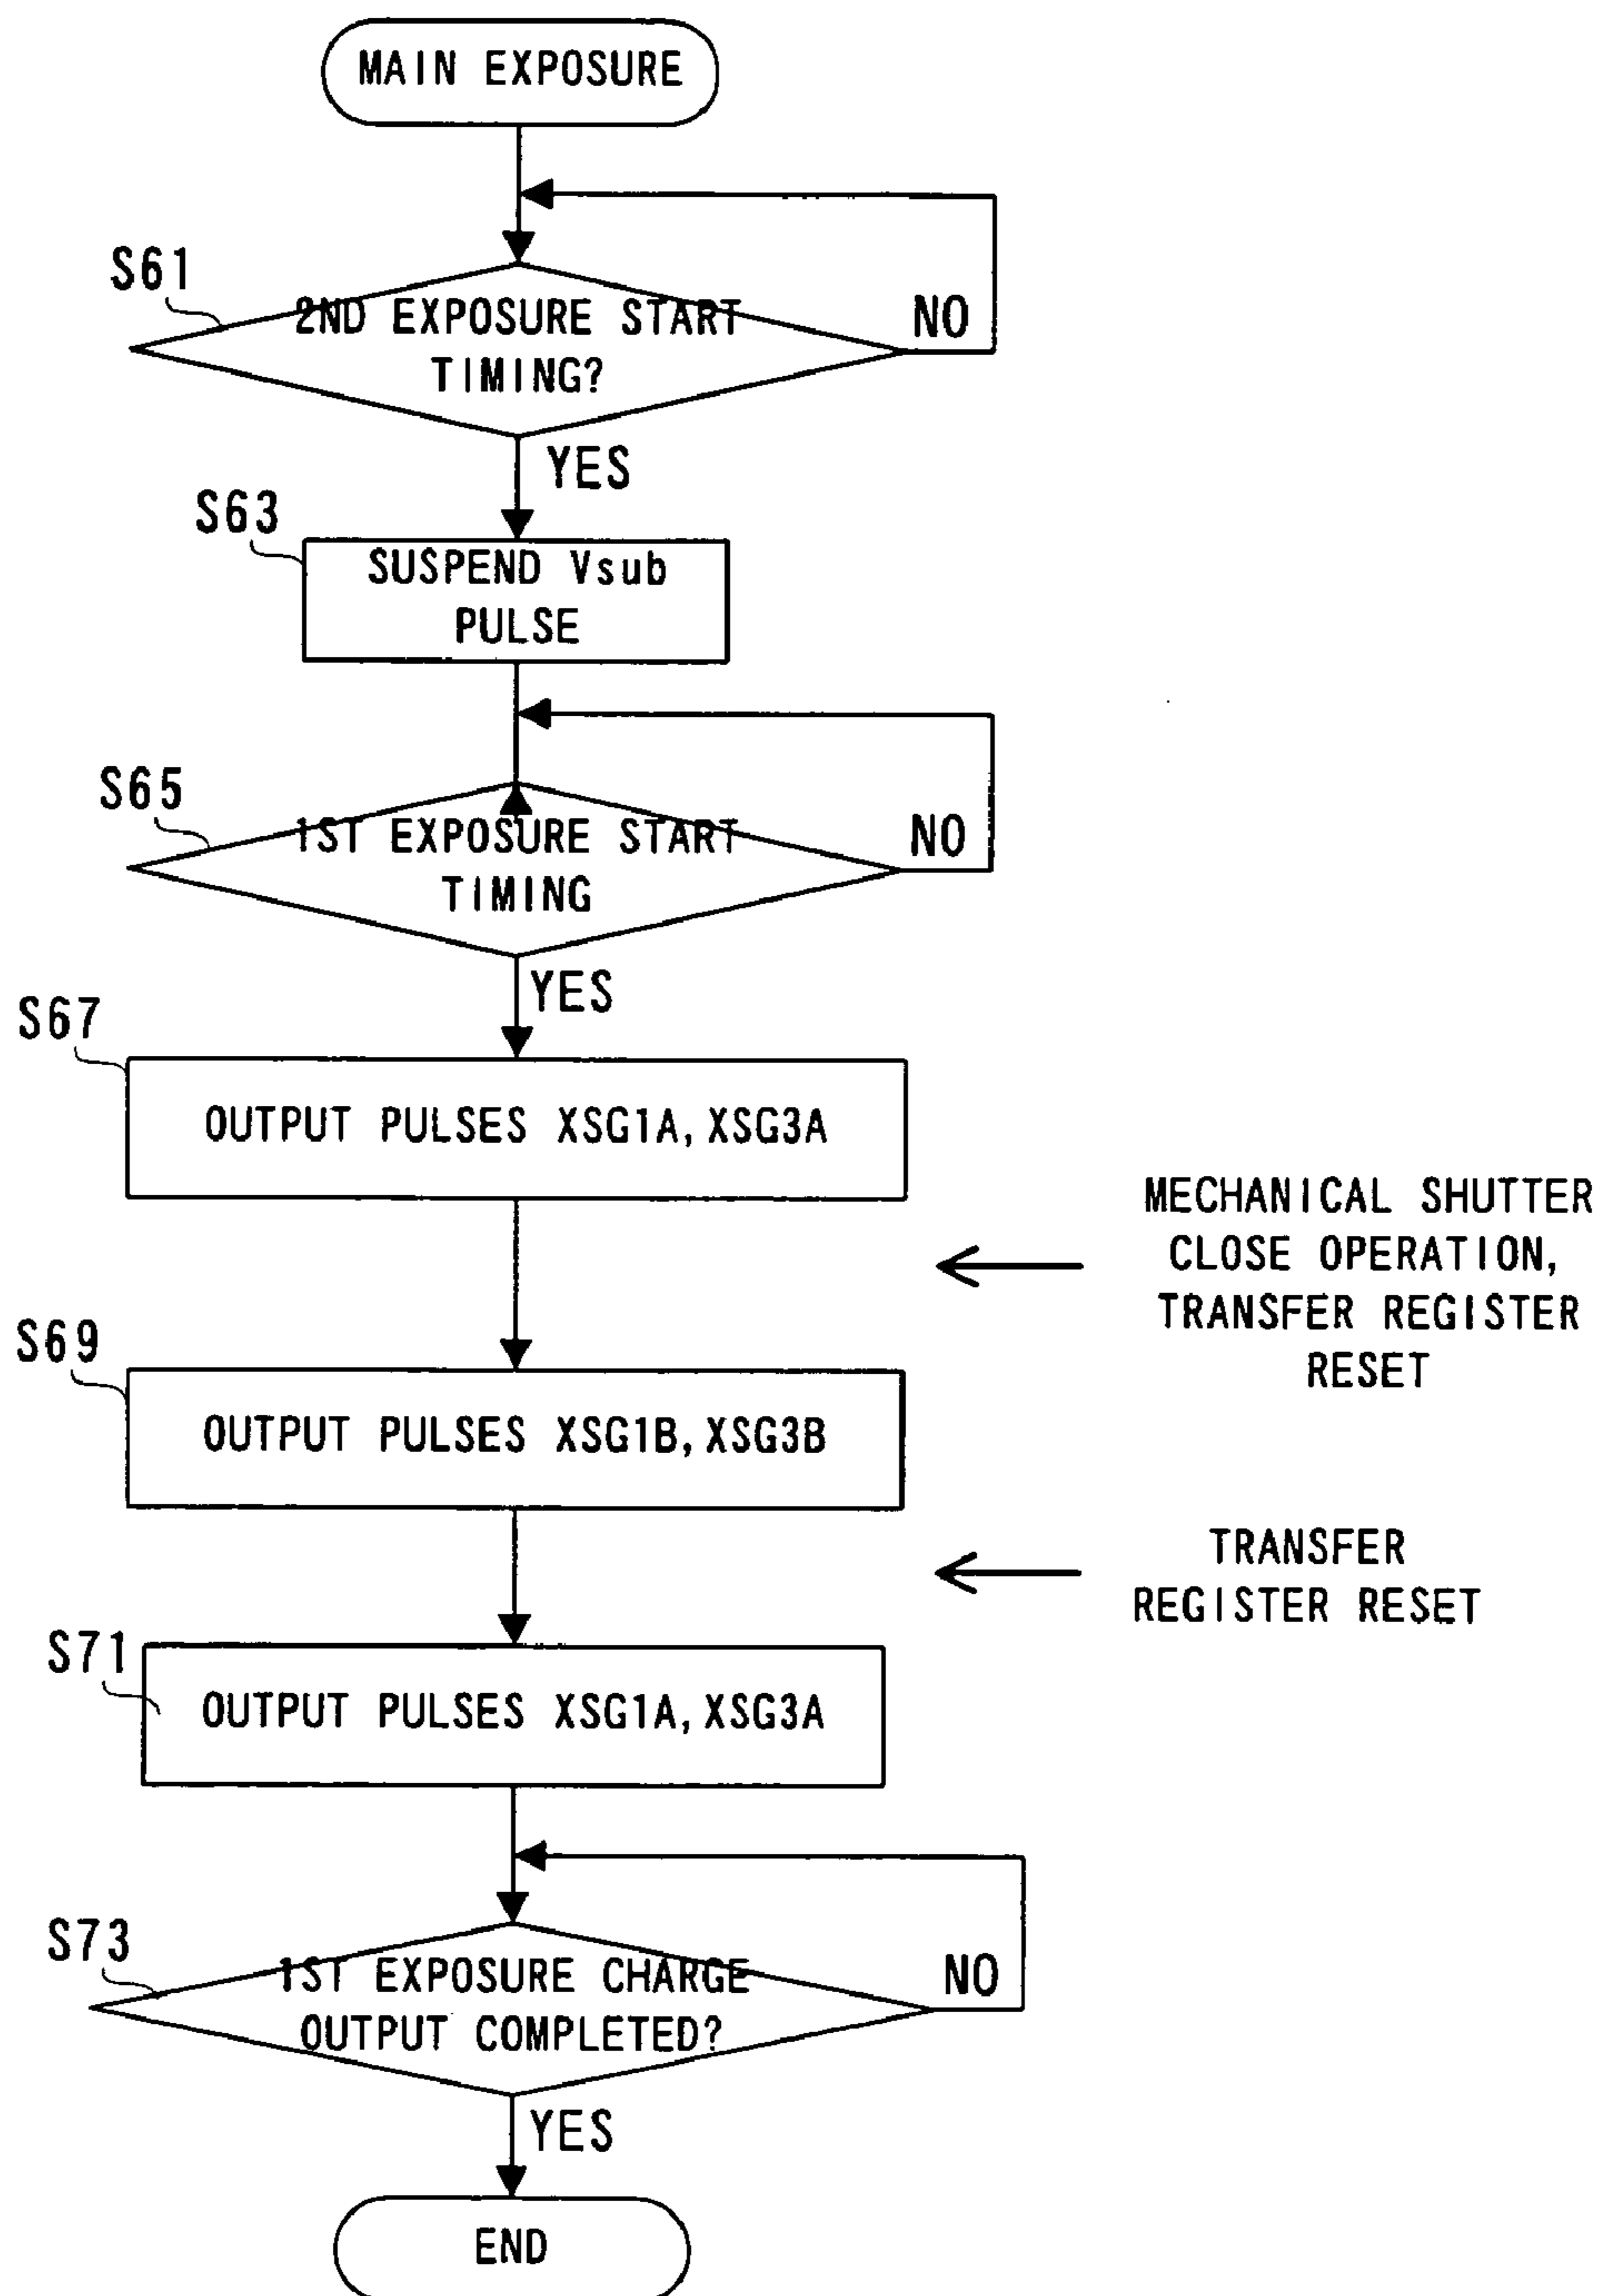 MAIN EXPOSURE
S61
2ND EXPOSURE START
TIMING?
NO
YES
S63
SUSPEND Vsub
PULSE
S65
1ST EXPOSURE START
TIMING
NO
YES
S67
OUTPUT PULSES XSG1A, XSG3A
MECHANICAL SHUTTER
CLOSE OPERATION,
TRANSFER REGISTER
RESET
S69
OUTPUT PULSES XSG1B, XSG3B
TRANSFER
REGISTER RESET
S71
OUTPUT PULSES XSG1A, XSG3A
S73
1ST EXPOSURE CHARGE
OUTPUT COMPLETED?
NO
YES
END